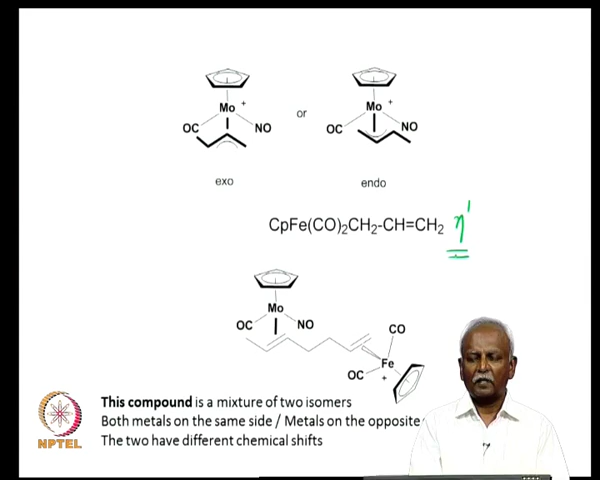 Mo + Mo +
OC NO or OC NO
exo endo
CpFe(CO)₂CH₂-CH=CH₂ η¹
Mo
OC NO CO
Fe
OC +
This compound is a mixture of two isomers
Both metals on the same side / Metals on the opposite
The two have different chemical shifts
NPTEL